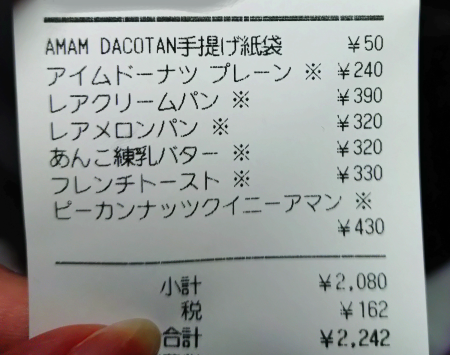 AMAM DACOTAN手提げ紙袋 ¥50
アイムドーナツ プレーン ※ ¥240
レアクリームパン ※ ¥390
レアメロンパン ※ ¥320
あんこ練乳バター ※ ¥320
フレンチトースト ※ ¥330
ピーカンナッツクイニーアマン ※
¥430
小計 ¥2,080
税 ¥162
合計 ¥2,242